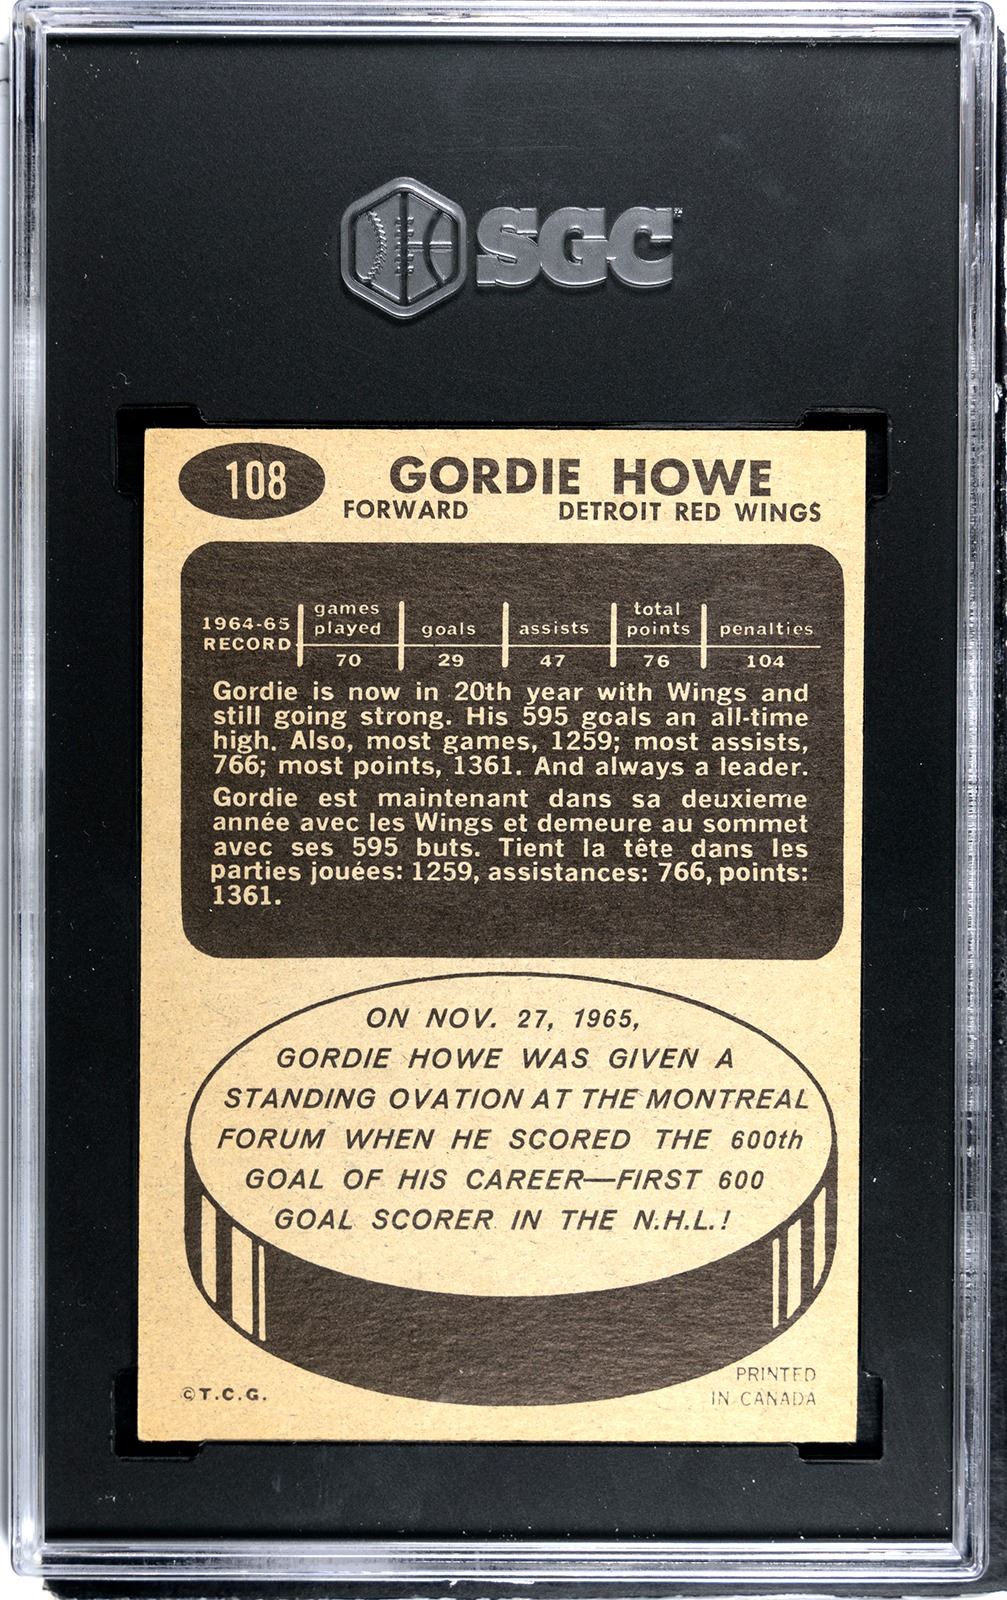 SGC
108
GORDIE HOWE
FORWARD DETROIT RED WINGS
1964-65 RECORD games played goals assists total points penalties
70 29 47 76 104
Gordie is now in 20th year with Wings and
still going strong. His 595 goals an all-time
high. Also, most games, 1259; most assists,
766; most points, 1361. And always a leader.
Gordie est maintenant dans sa deuxieme
année avec les Wings et demeure au sommet
avec ses 595 buts. Tient la tête dans les
parties jouées: 1259, assistances: 766, points:
1361.
ON NOV. 27, 1965,
GORDIE HOWE WAS GIVEN A
STANDING OVATION AT THE MONTREAL
FORUM WHEN HE SCORED THE 600th
GOAL OF HIS CAREER—FIRST 600
GOAL SCORER IN THE N.H.L.!
©T.C.G.
PRINTED
IN CANADA